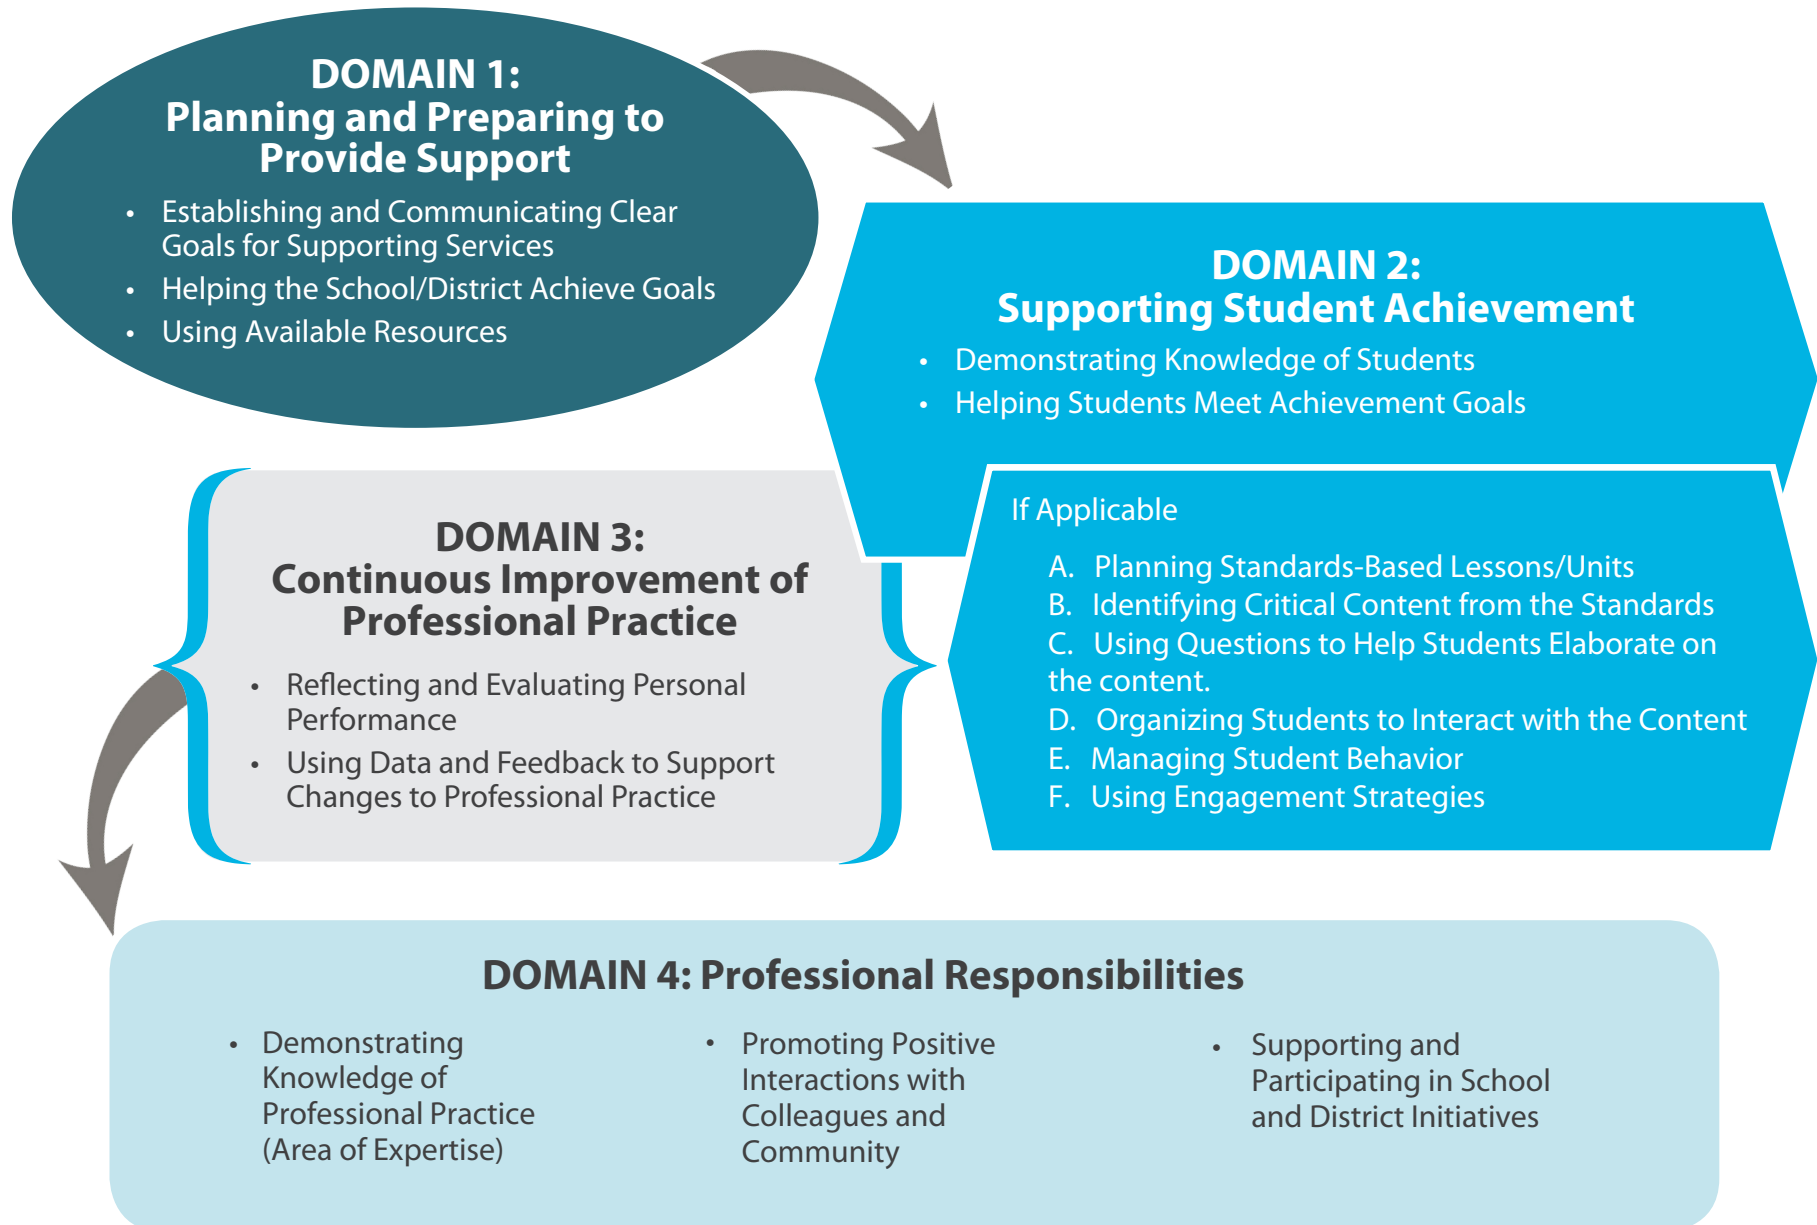 DOMAIN 1:
Planning and Preparing to
Provide Support
• Establishing and Communicating Clear
Goals for Supporting Services
• Helping the School/District Achieve Goals
• Using Available Resources
DOMAIN 2:
Supporting Student Achievement
• Demonstrating Knowledge of Students
• Helping Students Meet Achievement Goals
If Applicable
A. Planning Standards-Based Lessons/Units
B. Identifying Critical Content from the Standards
C. Using Questions to Help Students Elaborate on
the content.
D. Organizing Students to Interact with the Content
E. Managing Student Behavior
F. Using Engagement Strategies
DOMAIN 3:
Continuous Improvement of
Professional Practice
• Reflecting and Evaluating Personal
Performance
• Using Data and Feedback to Support
Changes to Professional Practice
DOMAIN 4: Professional Responsibilities
• Demonstrating
Knowledge of
Professional Practice
(Area of Expertise)
• Promoting Positive
Interactions with
Colleagues and
Community
• Supporting and
Participating in School
and District Initiatives